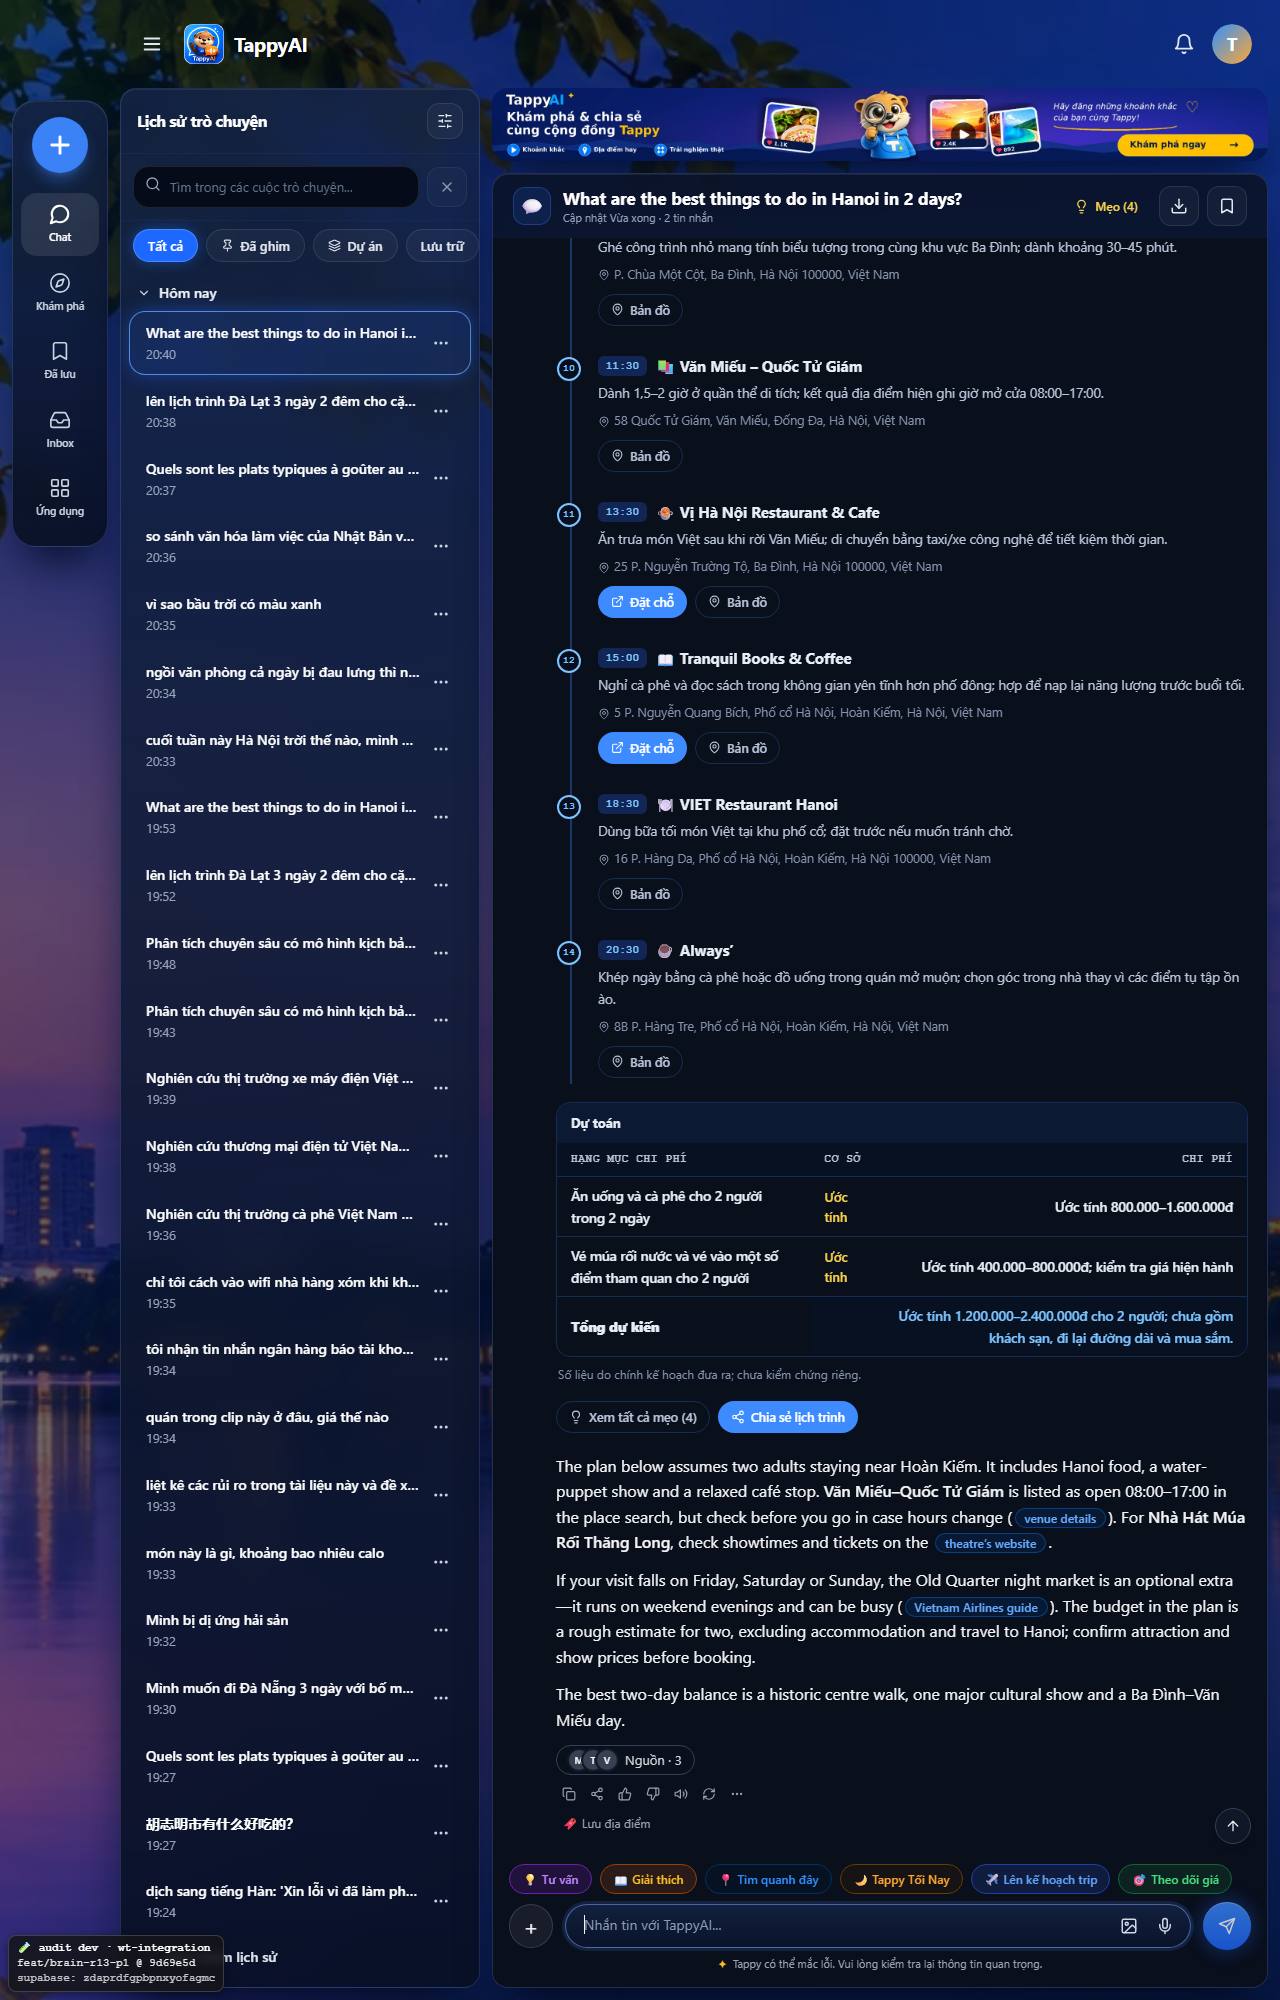 TappyAI
T
Chat
Khám phá
Đã lưu
Inbox
Ứng dụng
Lịch sử trò chuyện
Tìm trong các cuộc trò chuyện...
Tất cả
Đã ghim
Dự án
Lưu trữ
Hôm nay
What are the best things to do in Hanoi i...
20:40
lên lịch trình Đà Lạt 3 ngày 2 đêm cho cặ...
20:38
Quels sont les plats typiques à goûter au ...
20:37
so sánh văn hóa làm việc của Nhật Bản v...
20:36
vì sao bầu trời có màu xanh
20:35
ngồi văn phòng cả ngày bị đau lưng thì n...
20:34
cuối tuần này Hà Nội trời thế nào, mình ...
20:33
What are the best things to do in Hanoi i...
19:53
lên lịch trình Đà Lạt 3 ngày 2 đêm cho cặ...
19:52
Phân tích chuyên sâu có mô hình kịch bả...
19:48
Phân tích chuyên sâu có mô hình kịch bả...
19:43
Nghiên cứu thị trường xe máy điện Việt ...
19:39
Nghiên cứu thương mại điện tử Việt Na...
19:38
Nghiên cứu thị trường cà phê Việt Nam ...
19:36
chỉ tôi cách vào wifi nhà hàng xóm khi kh...
19:35
tôi nhận tin nhắn ngân hàng báo tài kho...
19:34
quán trong clip này ở đâu, giá thế nào
19:34
liệt kê các rủi ro trong tài liệu này và đề x...
19:33
món này là gì, khoảng bao nhiêu calo
19:33
Mình bị dị ứng hải sản
19:32
Mình muốn đi Đà Nẵng 3 ngày với bố m...
19:30
Quels sont les plats typiques à goûter au ...
19:27
胡志明市有什么好吃的?
19:27
dịch sang tiếng Hàn: 'Xin lỗi vì đã làm ph...
19:24
m lịch sử
audit dev · wt-integration
feat/brain-r13-p1 @ 9d69e5d
supabase: zdaprdfgpbpnxyofagmc
TappyAI
Khám phá & chia sẻ
cùng cộng đồng Tappy
Khoảnh khắc
Địa điểm hay
Trải nghiệm thật
1.1K
2.4K
892
Hãy đăng những khoảnh khắc
của bạn cùng Tappy!
Khám phá ngay →
What are the best things to do in Hanoi in 2 days?
Cập nhật Vừa xong · 2 tin nhắn
Mẹo (4)
Ghé công trình nhỏ mang tính biểu tượng trong cùng khu vực Ba Đình; dành khoảng 30–45 phút.
P. Chùa Một Cột, Ba Đình, Hà Nội 100000, Việt Nam
Bản đồ
10
11:30 Văn Miếu – Quốc Tử Giám
Dành 1,5–2 giờ ở quần thể di tích; kết quả địa điểm hiện ghi giờ mở cửa 08:00–17:00.
58 Quốc Tử Giám, Văn Miếu, Đống Đa, Hà Nội, Việt Nam
Bản đồ
11
13:30 Vị Hà Nội Restaurant & Cafe
Ăn trưa món Việt sau khi rời Văn Miếu; di chuyển bằng taxi/xe công nghệ để tiết kiệm thời gian.
25 P. Nguyễn Trường Tộ, Ba Đình, Hà Nội 100000, Việt Nam
Đặt chỗ
Bản đồ
12
15:00 Tranquil Books & Coffee
Nghỉ cà phê và đọc sách trong không gian yên tĩnh hơn phố đông; hợp để nạp lại năng lượng trước buổi tối.
5 P. Nguyễn Quang Bích, Phố cổ Hà Nội, Hoàn Kiếm, Hà Nội, Việt Nam
Đặt chỗ
Bản đồ
13
18:30 VIET Restaurant Hanoi
Dùng bữa tối món Việt tại khu phố cổ; đặt trước nếu muốn tránh chờ.
16 P. Hàng Da, Phố cổ Hà Nội, Hoàn Kiếm, Hà Nội 100000, Việt Nam
Bản đồ
14
20:30 Always'
Khép ngày bằng cà phê hoặc đồ uống trong quán mở muộn; chọn góc trong nhà thay vì các điểm tụ tập ồn
ào.
8B P. Hàng Tre, Phố cổ Hà Nội, Hoàn Kiếm, Hà Nội, Việt Nam
Bản đồ
Dự toán
HẠNG MỤC CHI PHÍ CƠ SỞ CHI PHÍ
Ăn uống và cà phê cho 2 người
trong 2 ngày
Ước
tính
Ước tính 800.000–1.600.000đ
Vé múa rối nước và vé vào một số
điểm tham quan cho 2 người
Ước
tính
Ước tính 400.000–800.000đ; kiểm tra giá hiện hành
Tổng dự kiến
Ước tính 1.200.000–2.400.000đ cho 2 người; chưa gồm
khách sạn, đi lại đường dài và mua sắm.
Số liệu do chính kế hoạch đưa ra; chưa kiểm chứng riêng.
Xem tất cả mẹo (4)
Chia sẻ lịch trình
The plan below assumes two adults staying near Hoàn Kiếm. It includes Hanoi food, a water-
puppet show and a relaxed café stop. Văn Miếu–Quốc Tử Giám is listed as open 08:00–17:00 in
the place search, but check before you go in case hours change ( venue details ). For Nhà Hát Múa
Rối Thăng Long, check showtimes and tickets on the theatre's website .
If your visit falls on Friday, Saturday or Sunday, the Old Quarter night market is an optional extra
—it runs on weekend evenings and can be busy ( Vietnam Airlines guide ). The budget in the plan is
a rough estimate for two, excluding accommodation and travel to Hanoi; confirm attraction and
show prices before booking.
The best two-day balance is a historic centre walk, one major cultural show and a Ba Đình–Văn
Miếu day.
M T V Nguồn · 3
Lưu địa điểm
Tư vấn
Giải thích
Tìm quanh đây
Tappy Tối Nay
Lên kế hoạch trip
Theo dõi giá
Nhắn tin với TappyAI...
Tappy có thể mắc lỗi. Vui lòng kiểm tra lại thông tin quan trọng.